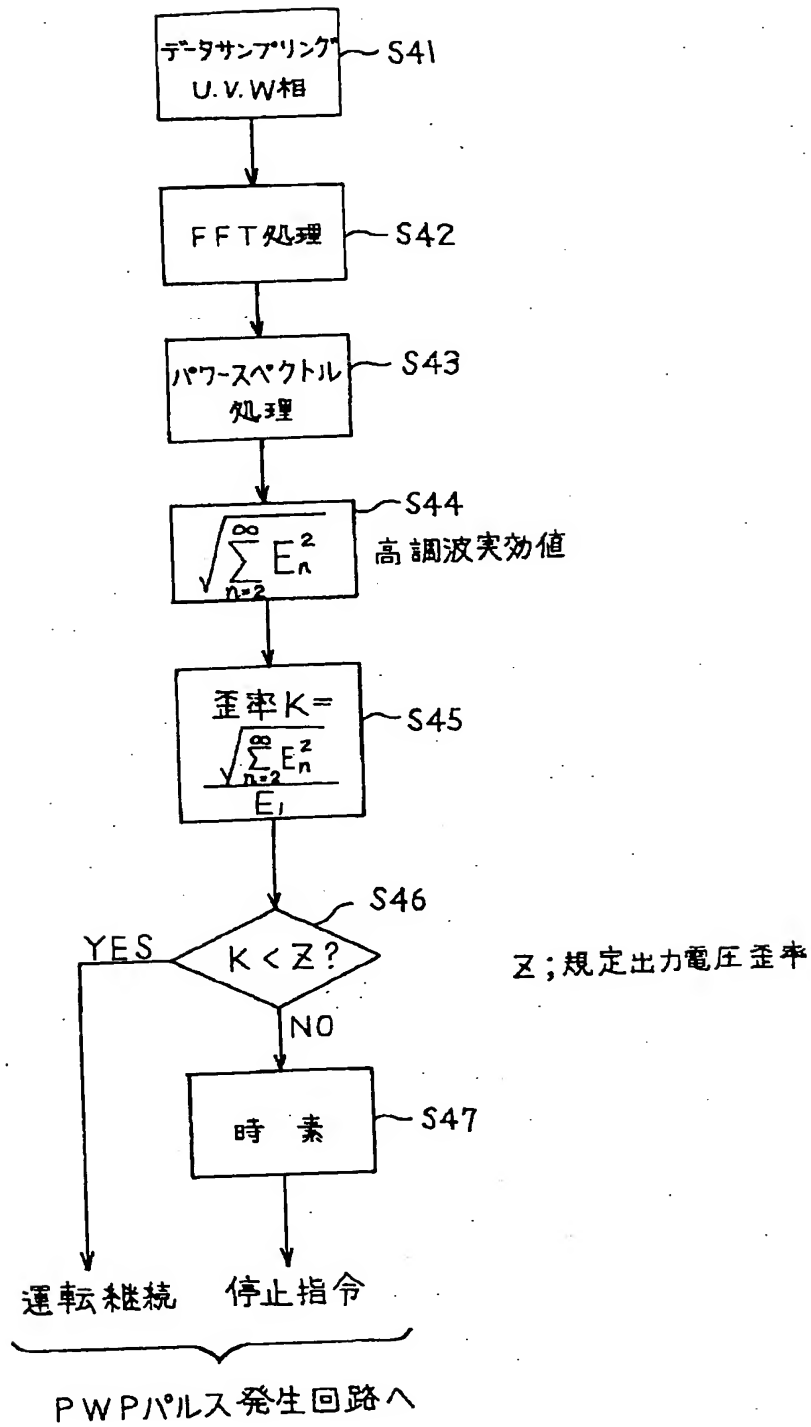 データサンプリング
U.V.W相
S41
FFT処理
S42
パワースペクトル
処理
S43
S44
√∑_{n=2}^{∞} E_n^2
高調波実効値
歪率K=
√∑_{n=2}^{∞} E_n^2
E_1
S45
S46
YES
K<Z?
NO
Z;規定出力電圧歪率
時素
S47
運転継続 停止指令
PWPパルス発生回路へ